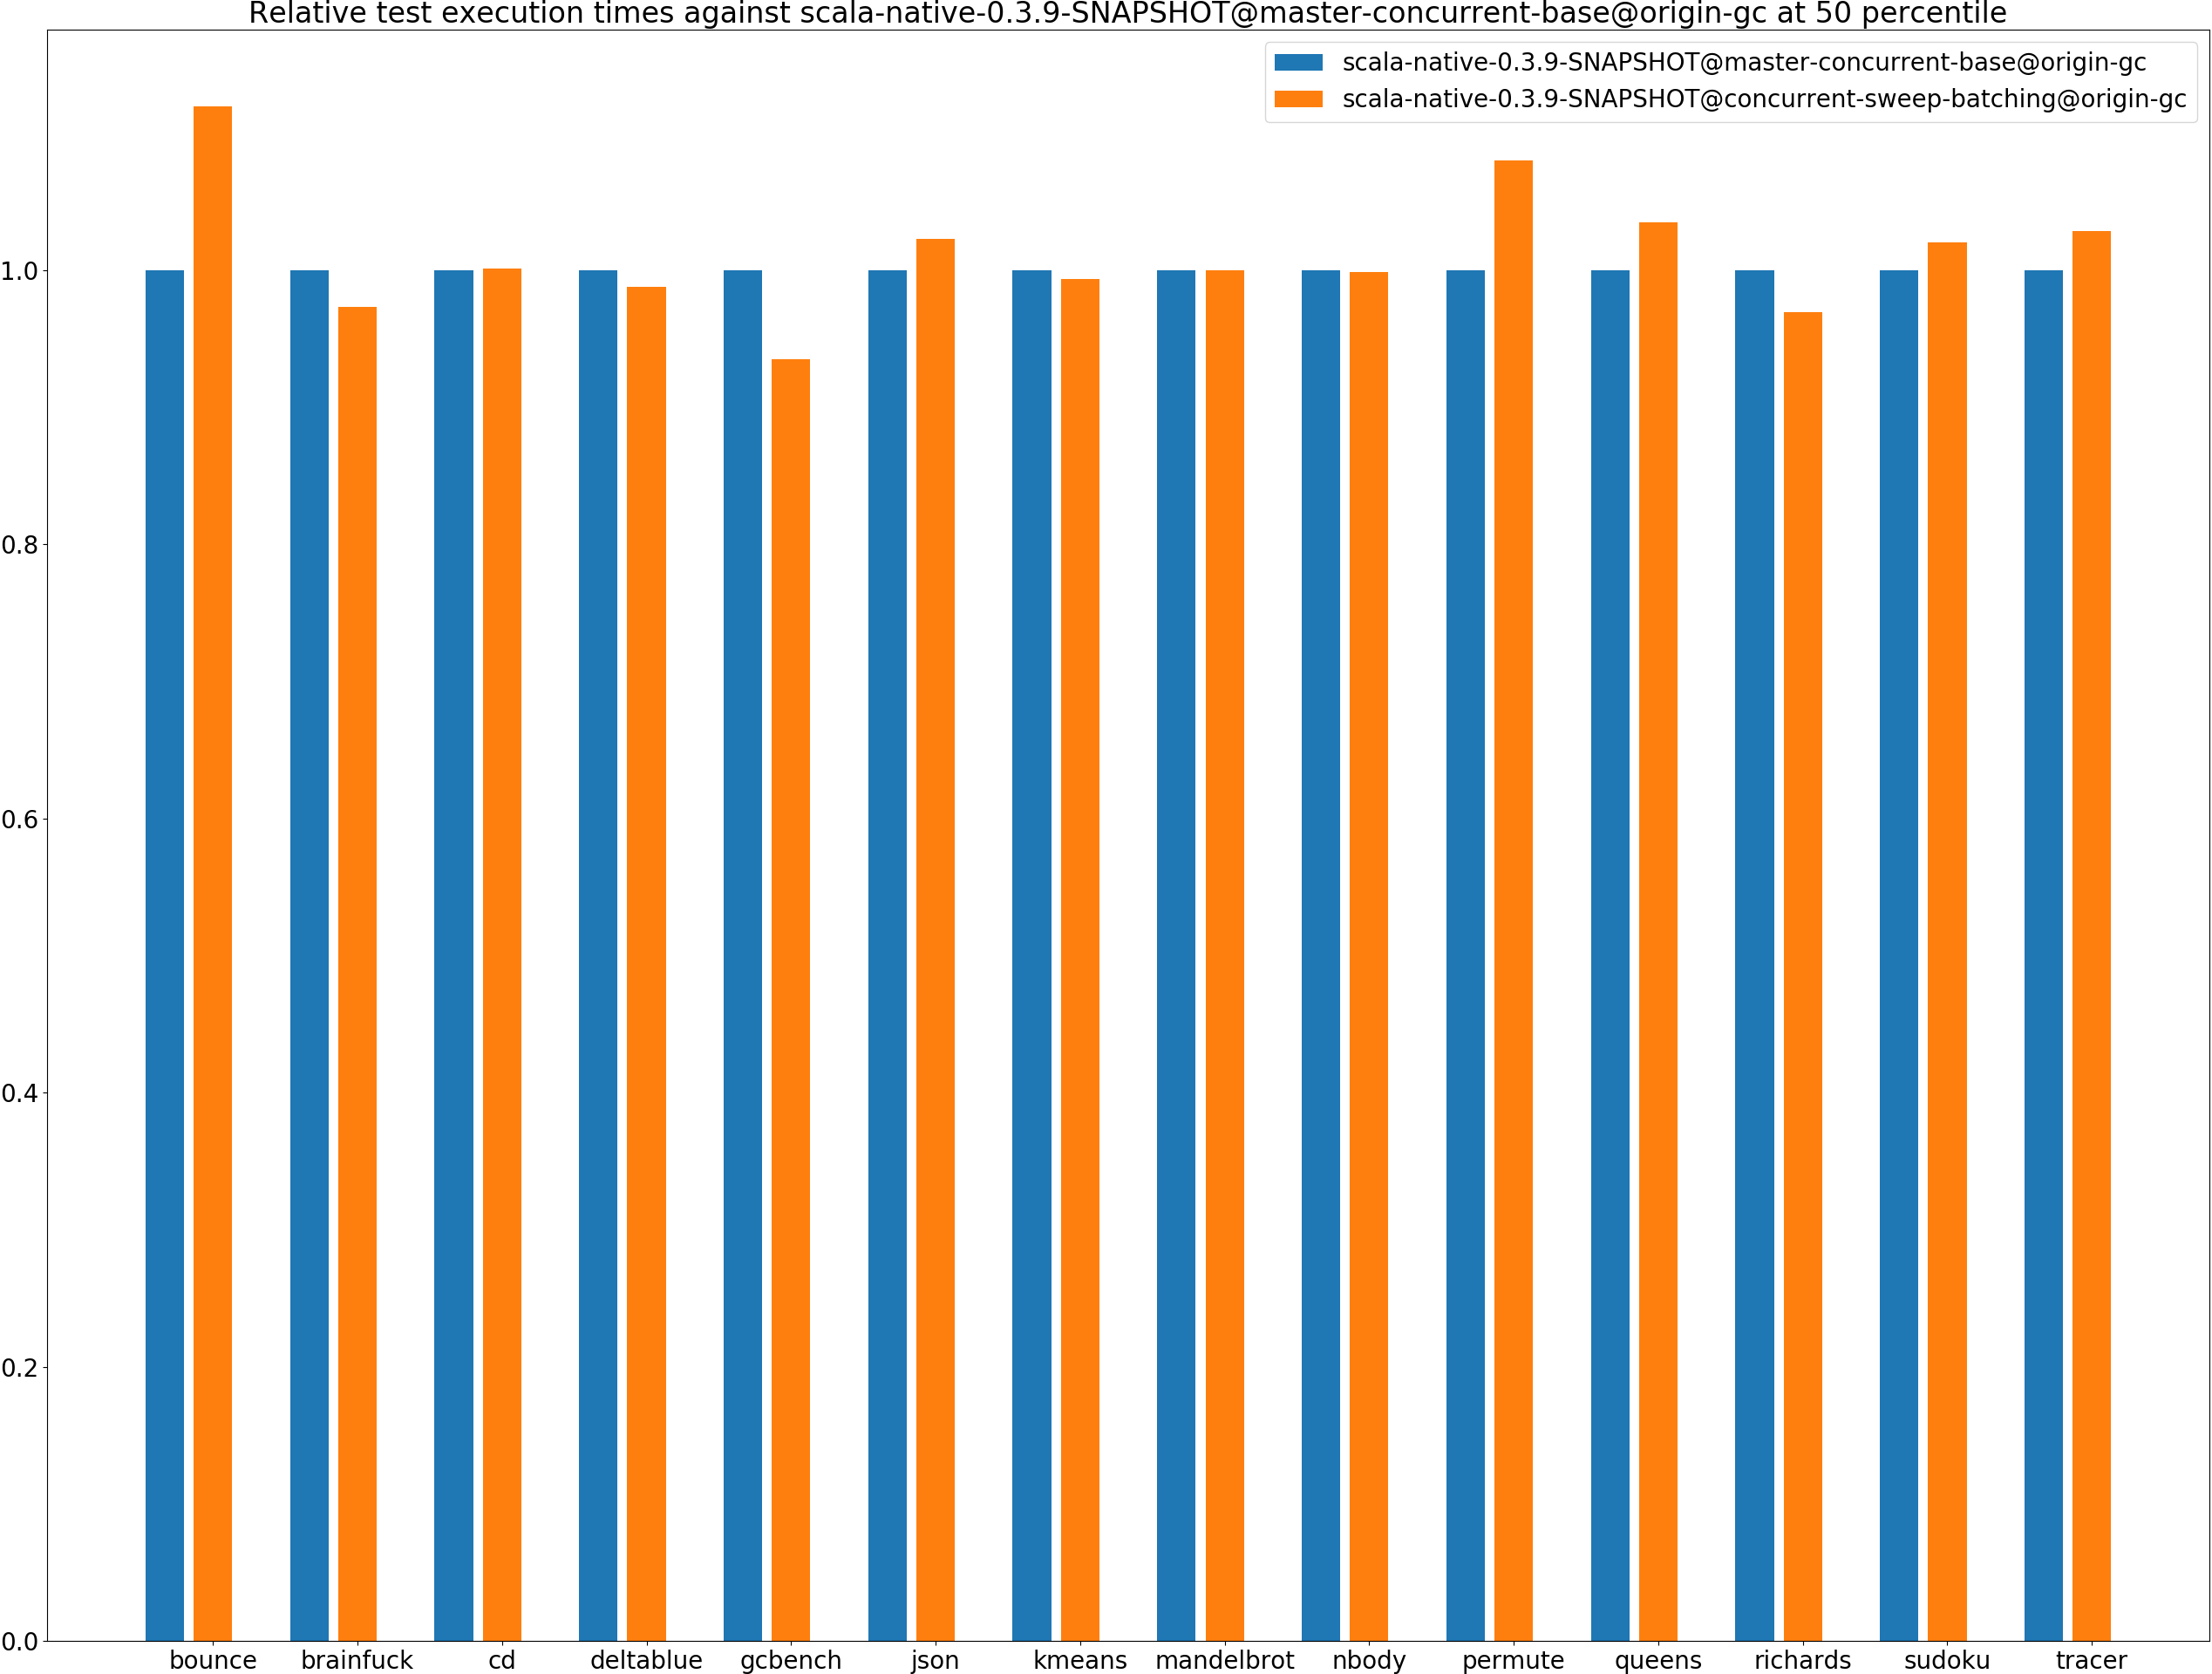 Relative test execution times against scala-native-0.3.9-SNAPSHOT@master-concurrent-base@origin-gc at 50 percentile
scala-native-0.3.9-SNAPSHOT@master-concurrent-base@origin-gc
scala-native-0.3.9-SNAPSHOT@concurrent-sweep-batching@origin-gc
1.0
0.8
0.6
0.4
0.2
0.0
bounce brainfuck cd deltablue gcbench json kmeans mandelbrot nbody permute queens richards sudoku tracer